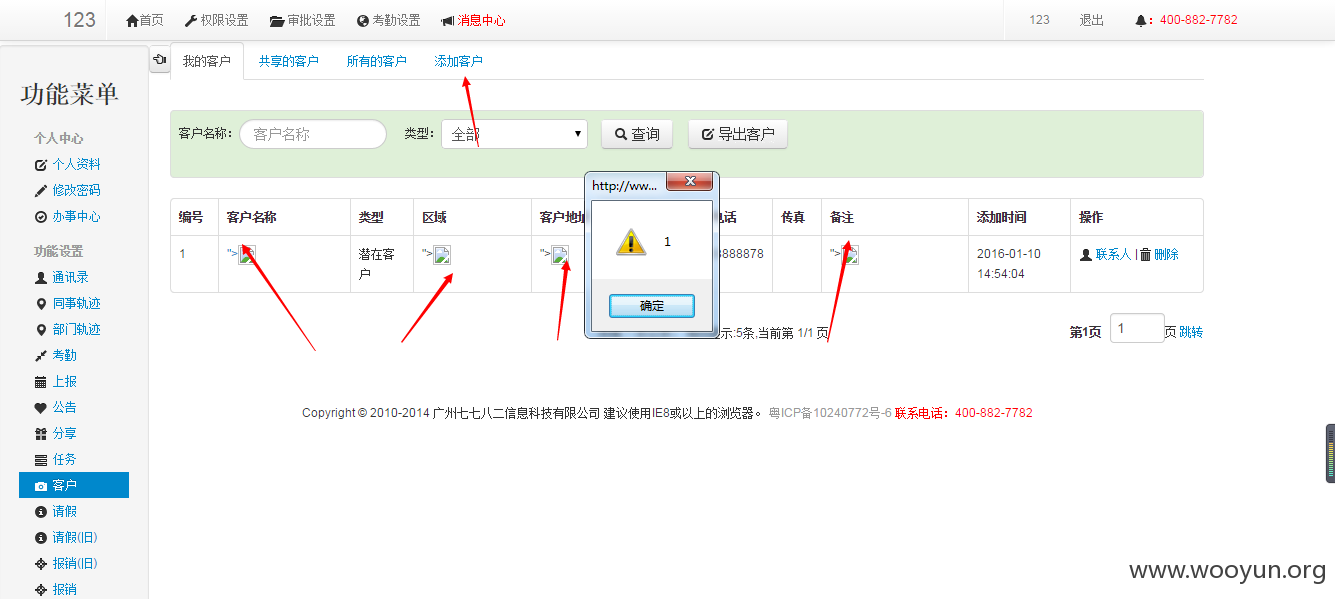 123 首页 权限设置 审批设置 考勤设置 消息中心 123 退出 : 400-882-7782
我的客户 共享的客户 所有的客户 添加客户
功能菜单
个人中心
个人资料
修改密码
办事中心
功能设置
通讯录
同事轨迹
部门轨迹
考勤
上报
公告
分享
任务
客户
请假
请假(旧)
报销(旧)
报销
客户名称: 客户名称 类型: 全部 查询 导出客户
http://ww...
1
确定
编号 客户名称 类型 区域 客户地 话 传真 备注 添加时间 操作
1 "> 潜在客 "> "> 888878 "> 2016-01-10 联系人 | 删除
户 14:54:04
示:5条,当前第 1/1 页 第1页 1 页 跳转
Copyright © 2010-2014 广州七七八二信息科技有限公司 建议使用IE8或以上的浏览器。 粤ICP备10240772号-6 联系电话: 400-882-7782
www.wooyun.org